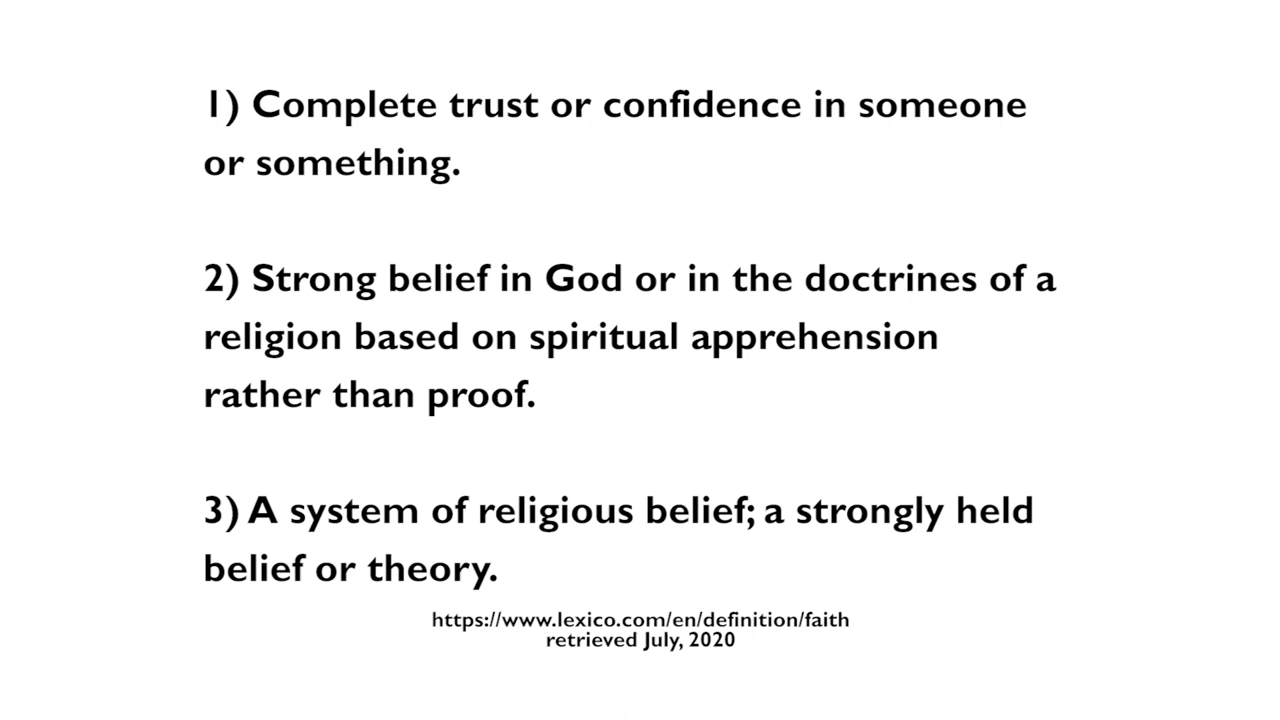 1) Complete trust or confidence in someone
or something.
2) Strong belief in God or in the doctrines of a
religion based on spiritual apprehension
rather than proof.
3) A system of religious belief; a strongly held
belief or theory.
https://www.lexico.com/en/definition/faith
retrieved July, 2020